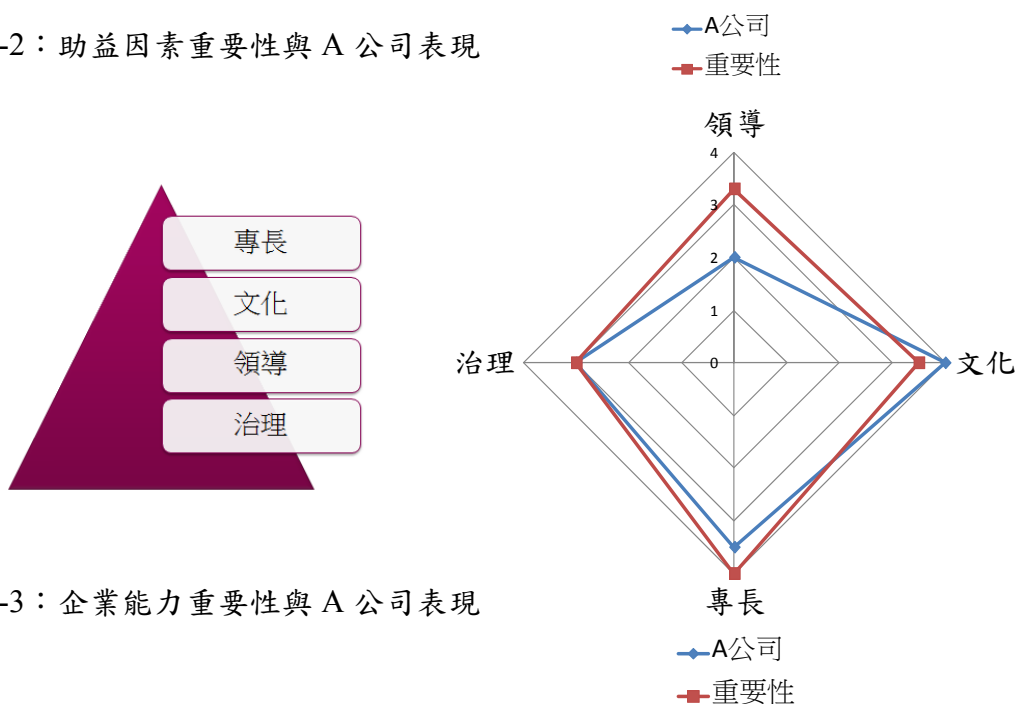 -2：助益因素重要性與 A 公司表現
A公司
重要性
專長
文化
領導
治理
領導
4
3
2
1
0
治理
文化
專長
-3：企業能力重要性與 A 公司表現
A公司
重要性